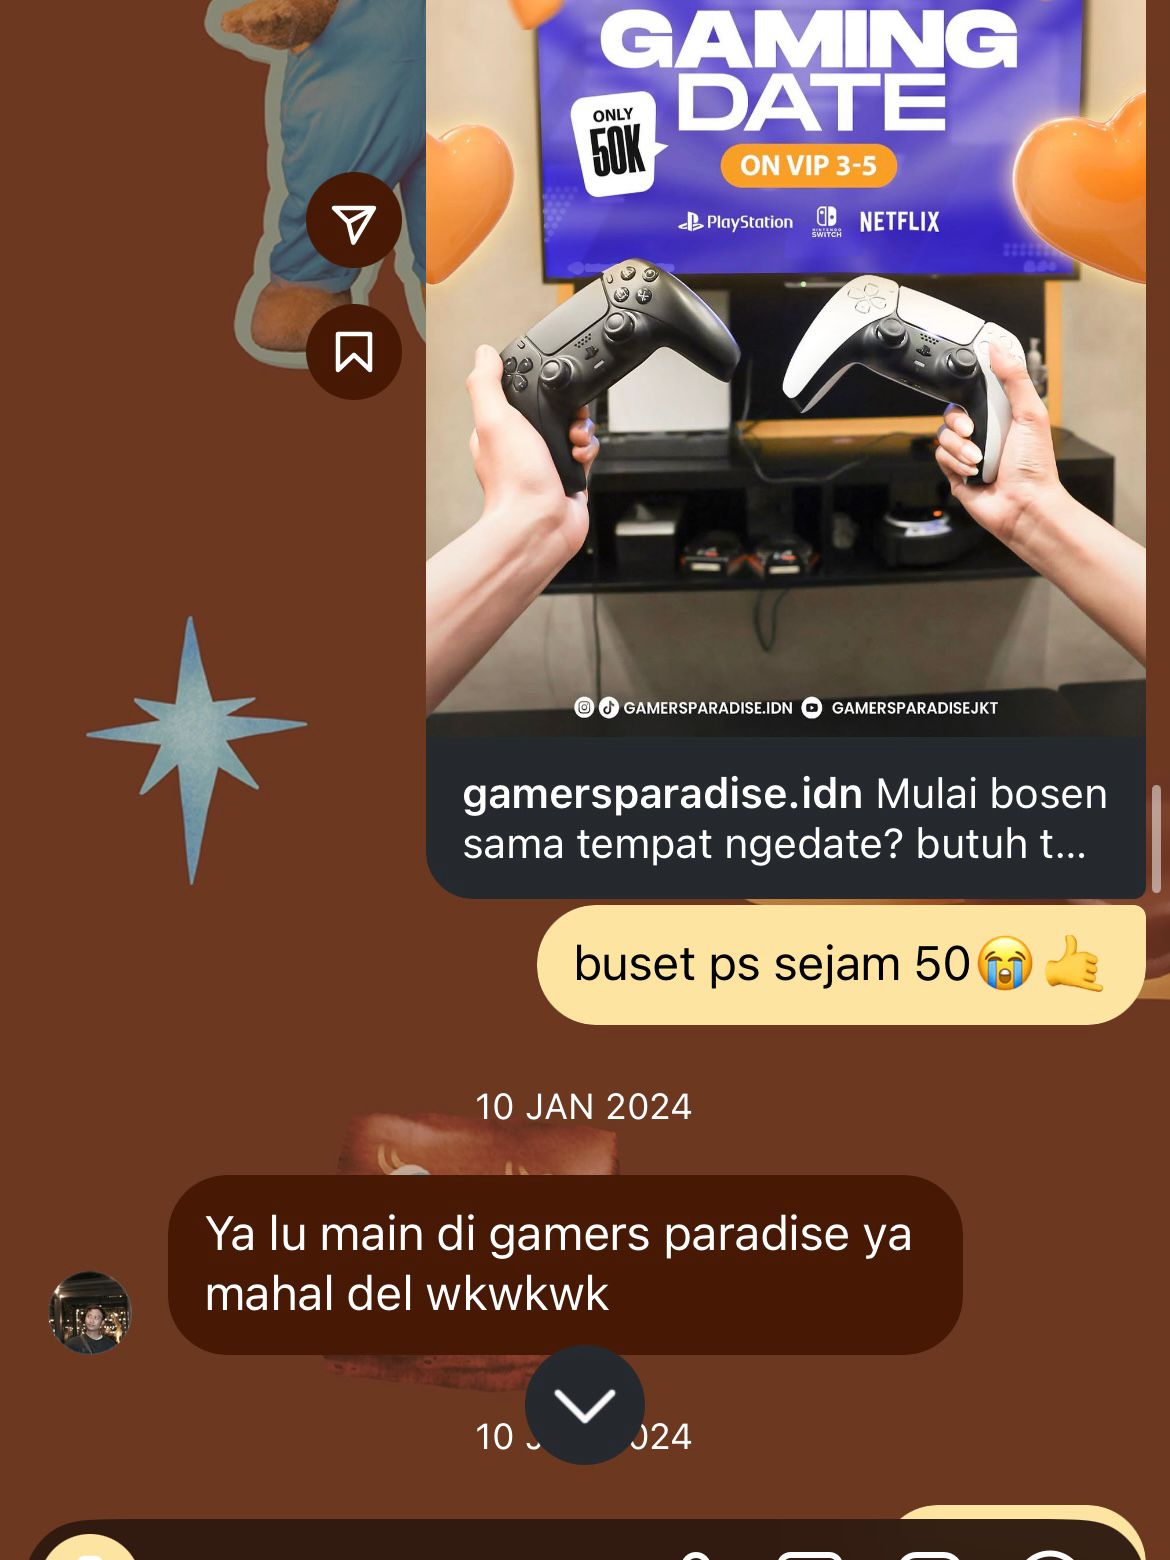 GAMING
DATE
ONLY
50K
ON VIP 3-5
PlayStation
NINTENDO
SWITCH
NETFLIX
GAMERSPARADISE.IDN
GAMERSPARADISEJKT
gamersparadise.idn Mulai bosen
sama tempat ngedate? butuh t...
buset ps sejam 50😭🤙
10 JAN 2024
Ya lu main di gamers paradise ya
mahal del wkwkwk
10 J 024